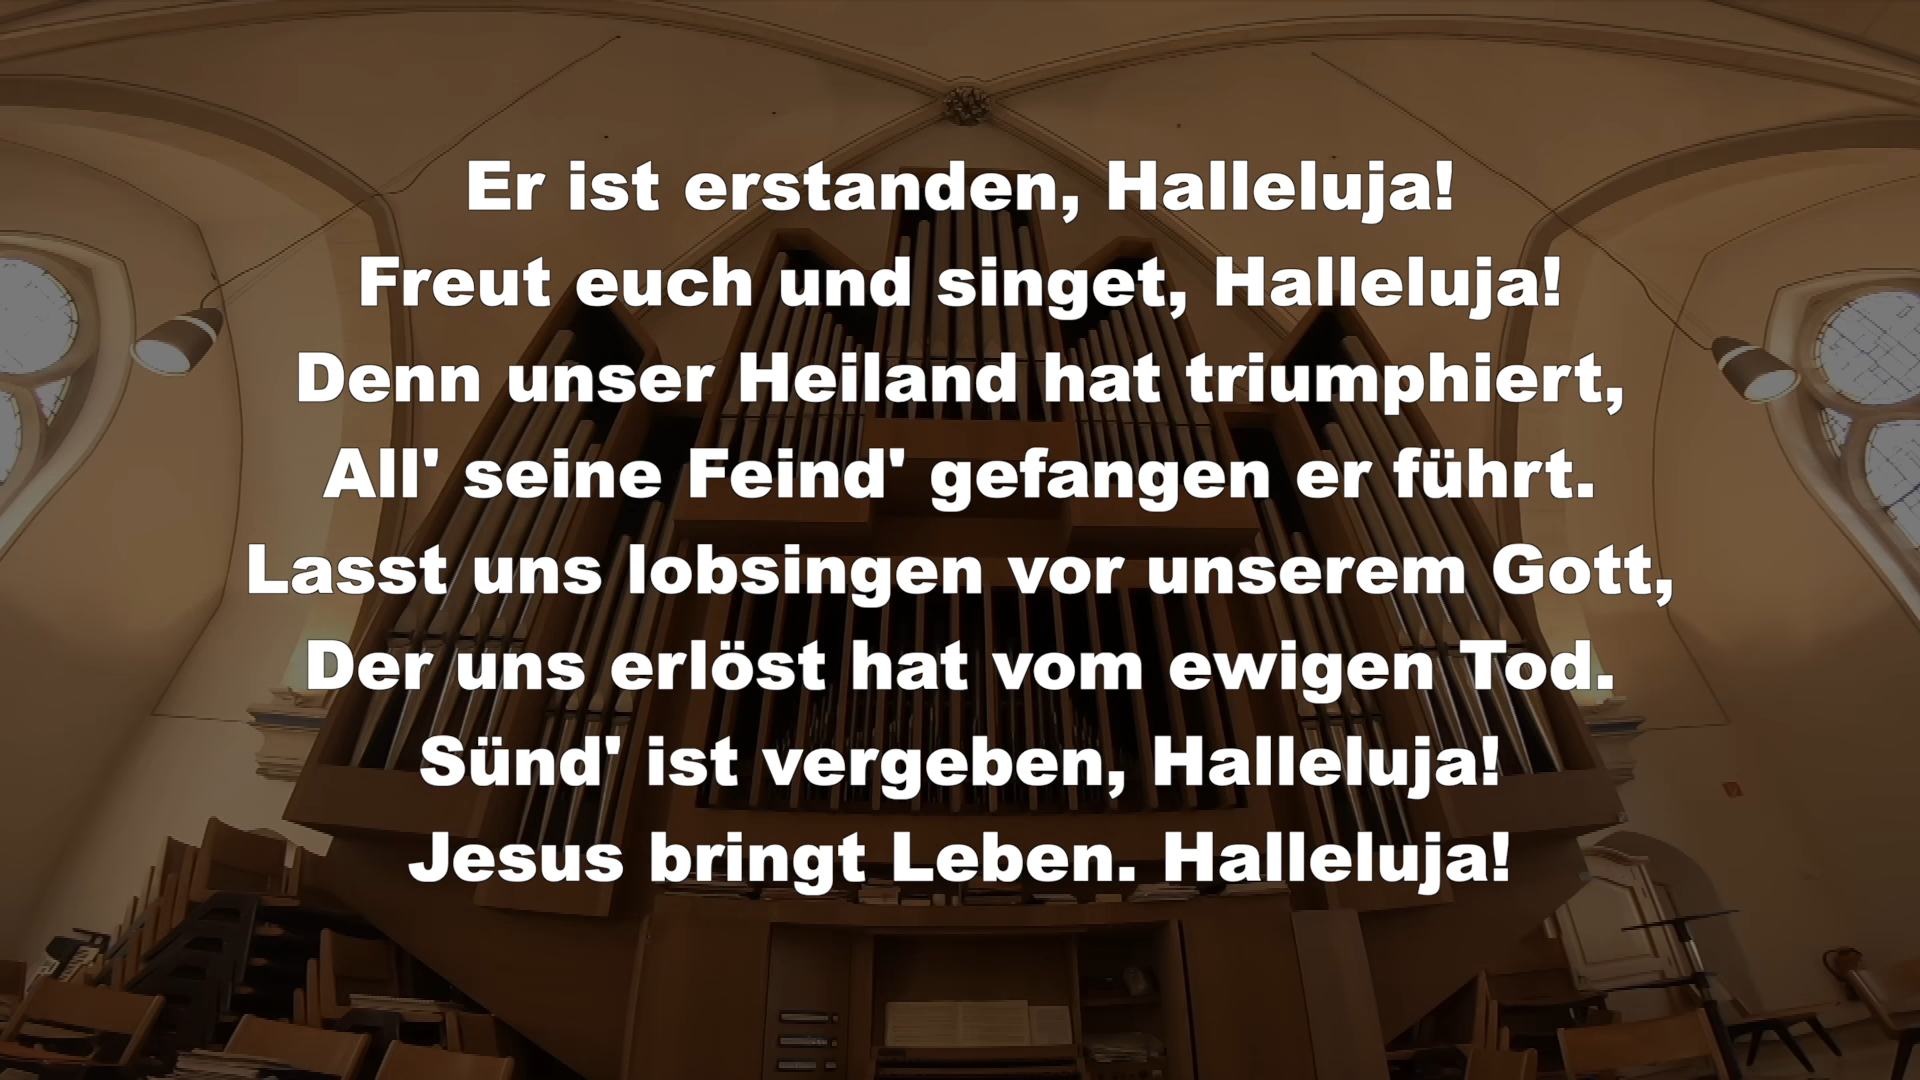 Er ist erstanden, Halleluja!
Freut euch und singet, Halleluja!
Denn unser Heiland hat triumphiert,
All' seine Feind' gefangen er führt.
Lasst uns lobsingen vor unserem Gott,
Der uns erlöst hat vom ewigen Tod.
Sünd' ist vergeben, Halleluja!
Jesus bringt Leben. Halleluja!